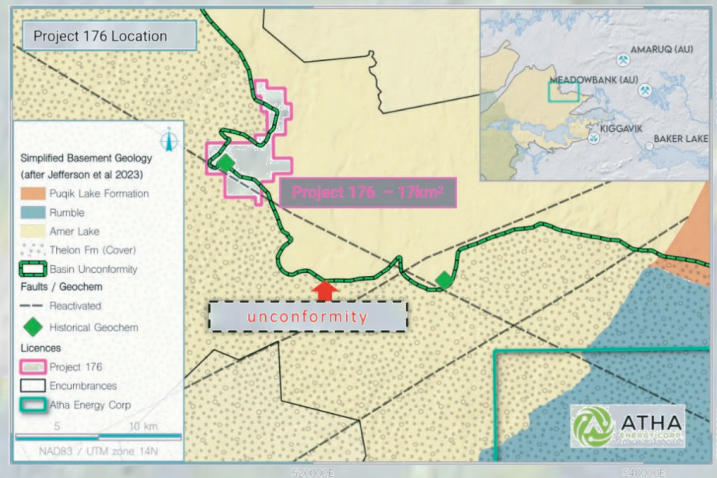 Project 176 Location
AMARUQ (AU)
MEADOWBANK (AU)
KIGGAVIK
BAKER LAKE
Project 176 – 17km²
unconformity
Simplified Basement Geology
(after Jefferson et al 2023)
Puqik Lake Formation
Rumble
Amer Lake
Thelon Fm (Cover)
Basin Unconformity
Faults / Geochem
Reactivated
Historical Geochem
Licences
Project 176
Encumbrances
Atha Energy Corp
5 10 km
NAD83 / UTM zone 14N
ATHA
ENERGY CORP